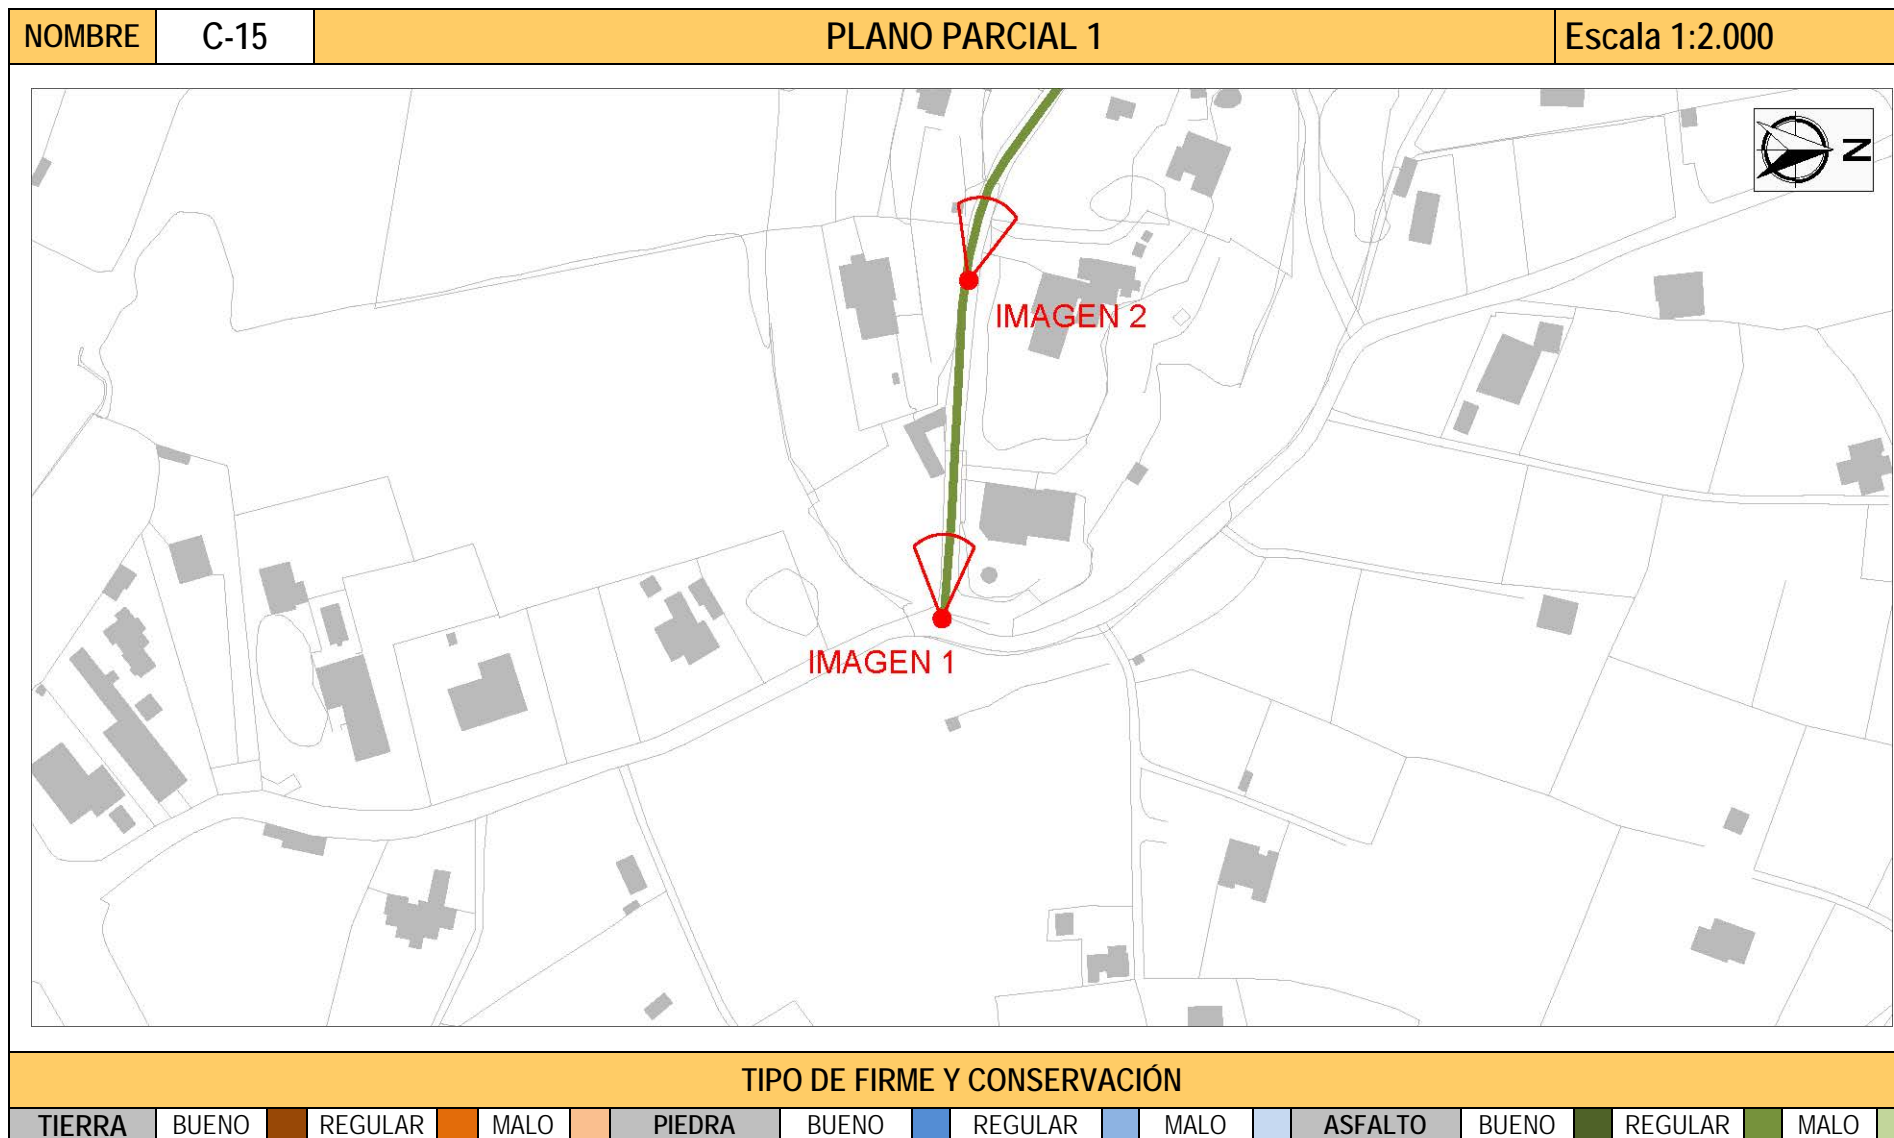 NOMBRE C-15 PLANO PARCIAL 1 Escala 1:2.000
N
IMAGEN 2
IMAGEN 1
TIPO DE FIRME Y CONSERVACIÓN
TIERRA BUENO REGULAR MALO PIEDRA BUENO REGULAR MALO ASFALTO BUENO REGULAR MALO